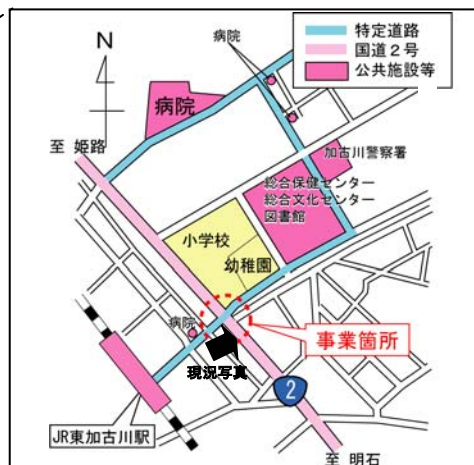 特定道路
国道2号
公共施設等
病院
N
病院
至 姫路
加古川警察署
総合保健センター
総合文化センター
図書館
小学校
幼稚園
病院
事業箇所
現況写真
2
JR東加古川駅
至 明石